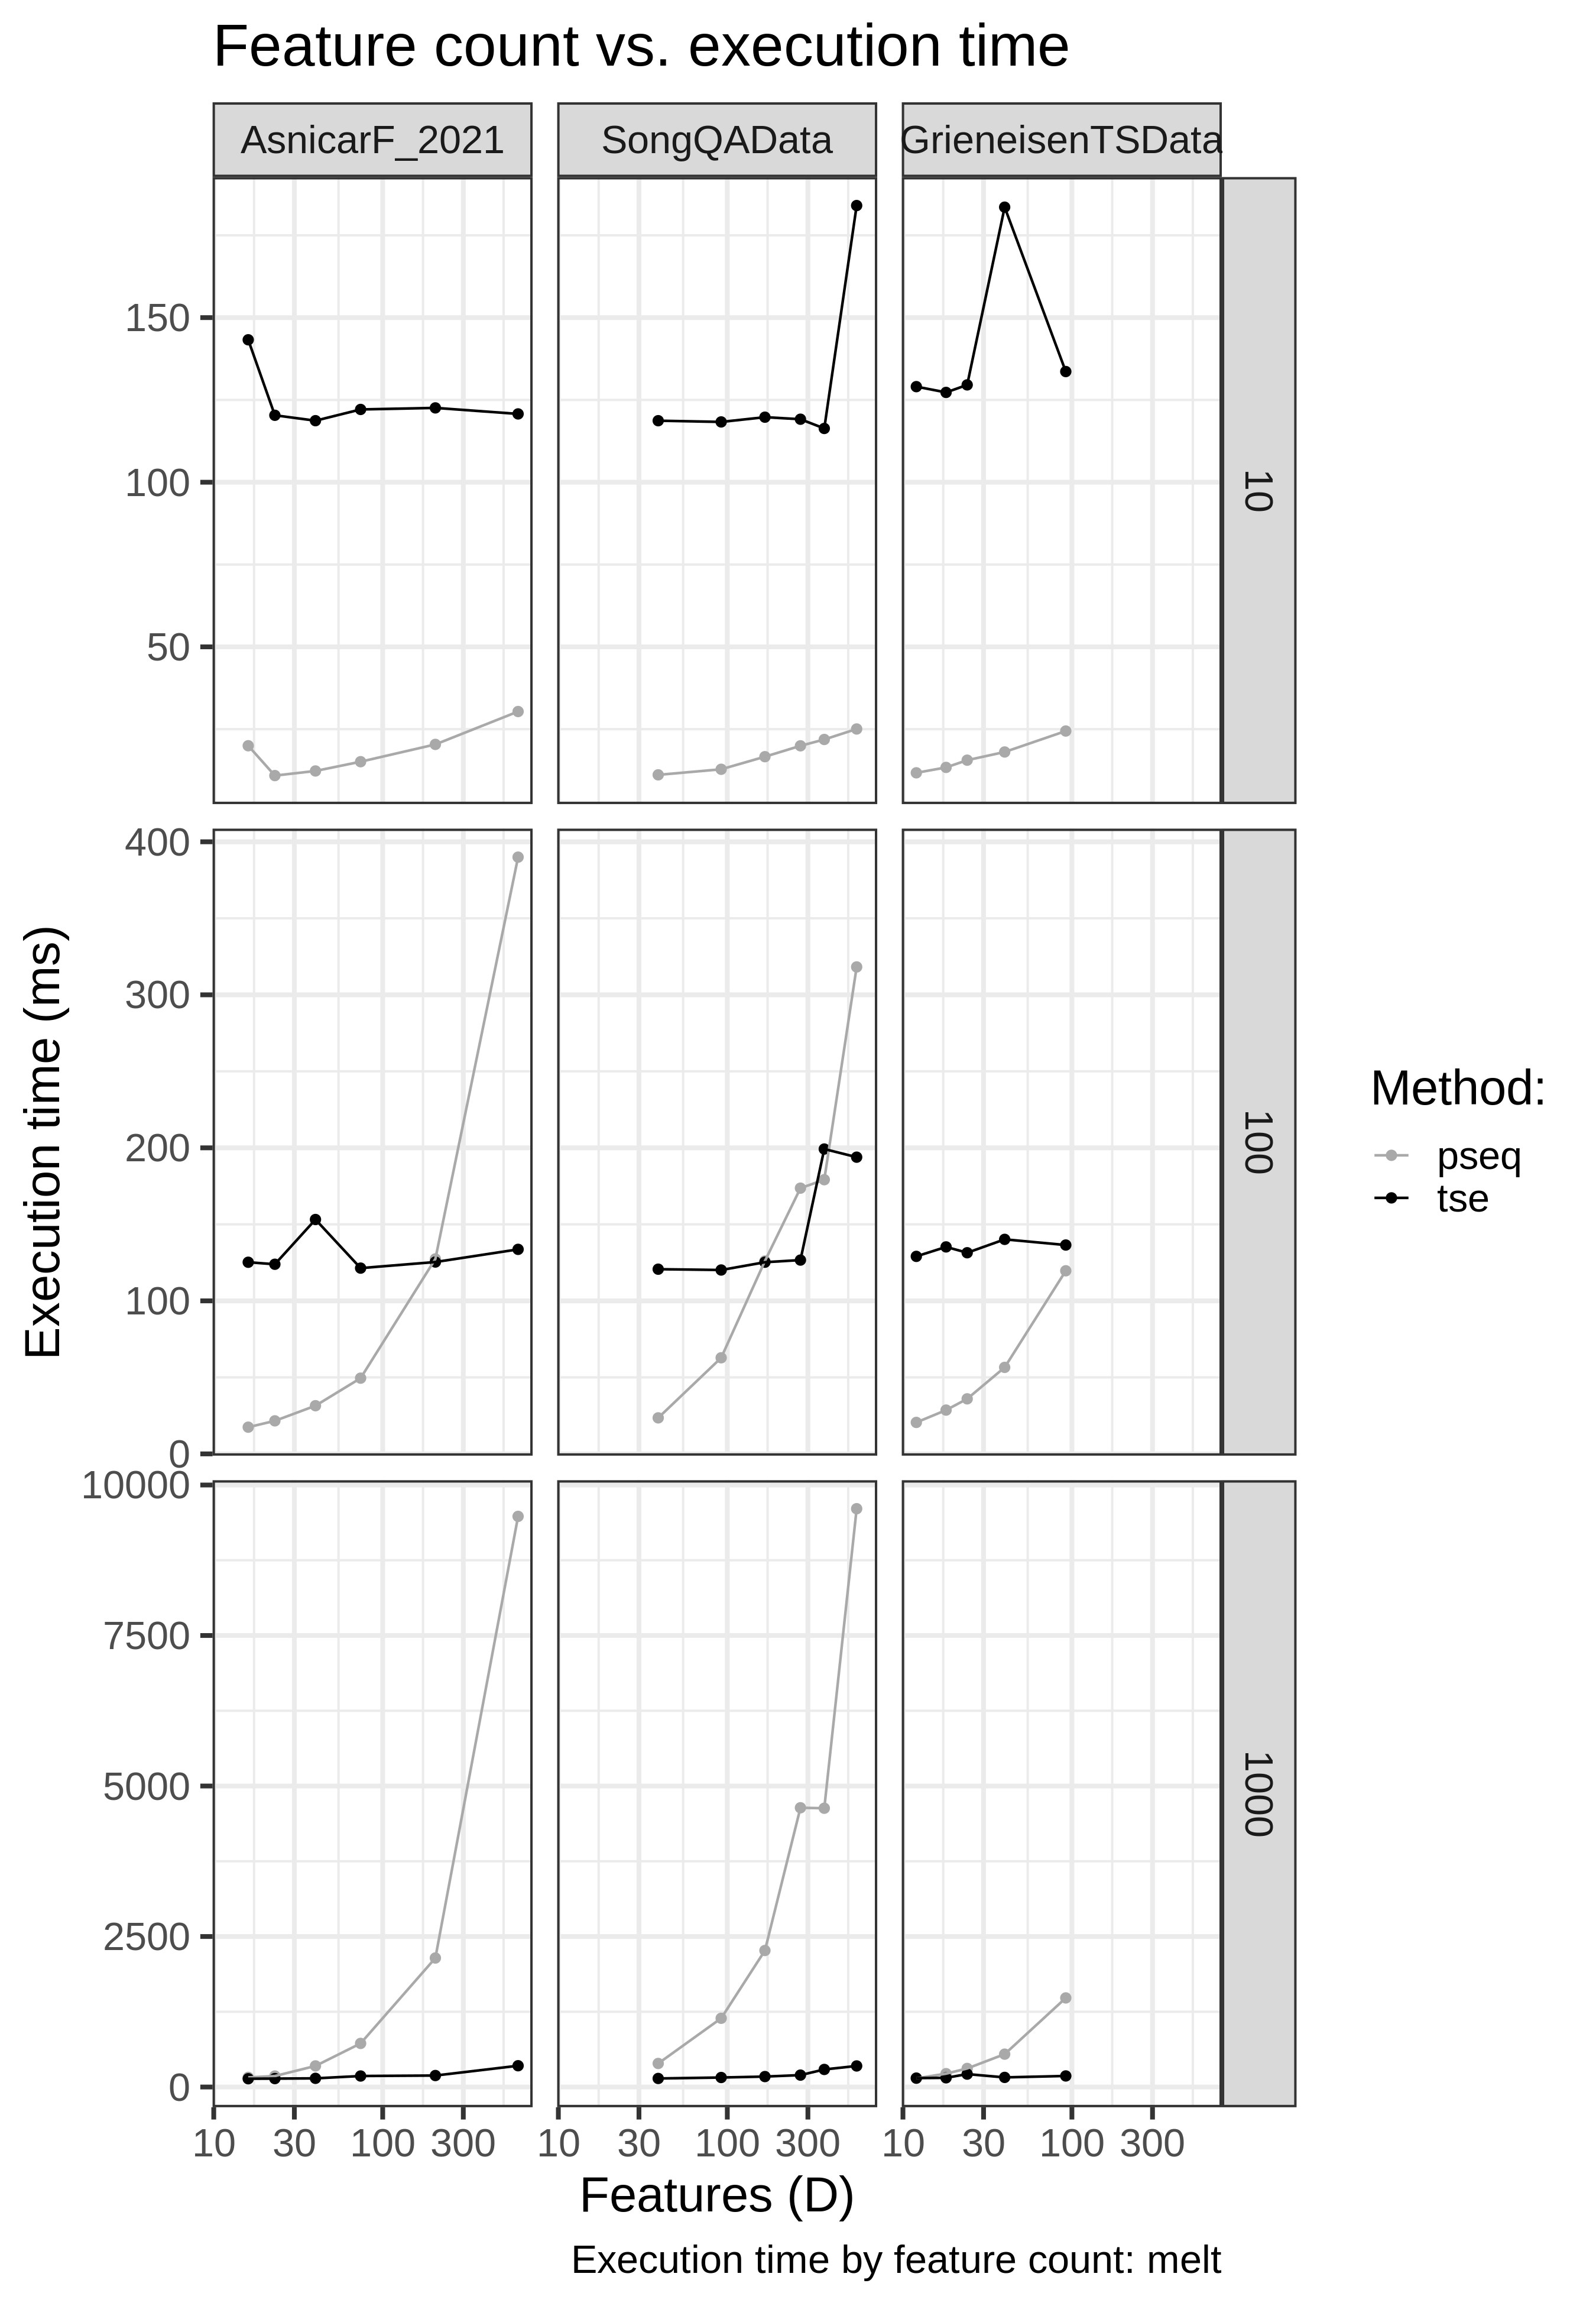 Feature count vs. execution time
AsnicarF_2021
SongQAData
GrieneisenTSData
150
100
50
10
400
300
200
100
0
100
10000
7500
5000
2500
0
1000
Execution time (ms)
Method:
pseq
tse
10 30 100 300
10 30 100 300
10 30 100 300
Features (D)
Execution time by feature count: melt